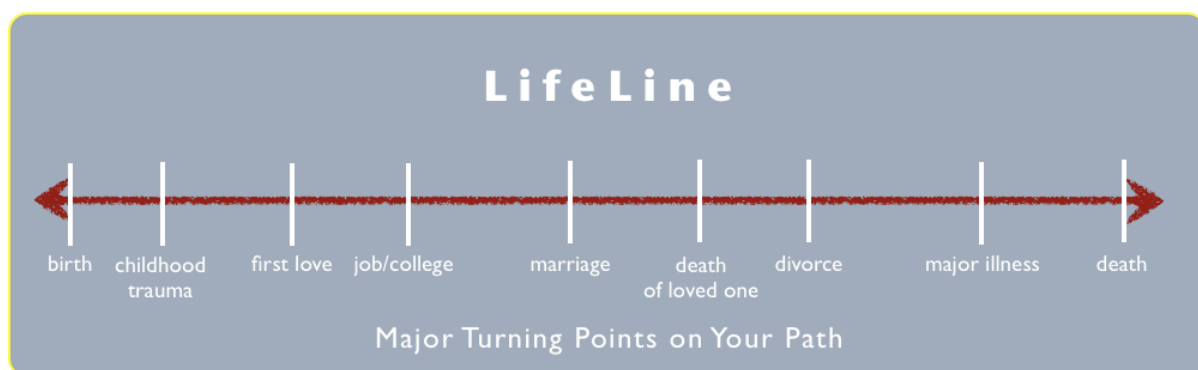 LifeLine
birth
childhood
trauma
first love
job/college
marriage
death
of loved one
divorce
major illness
death
Major Turning Points on Your Path